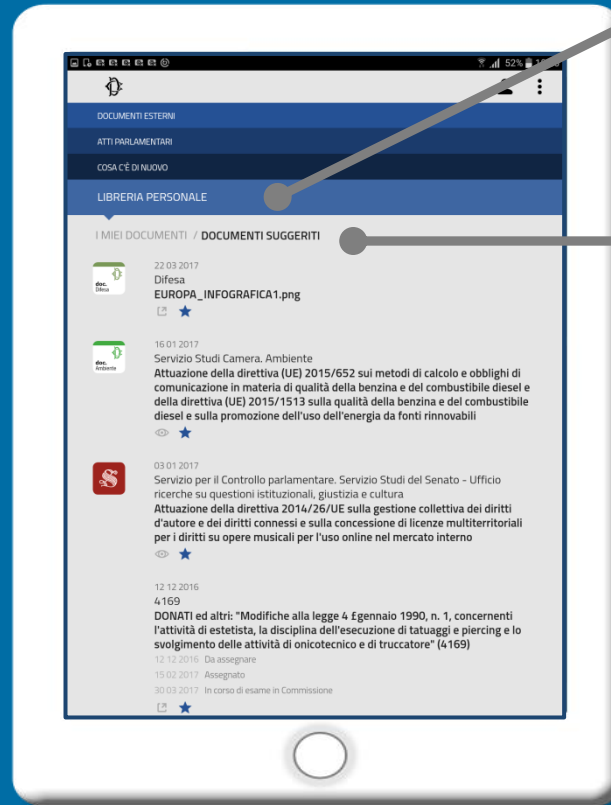 52%
DOCUMENTI ESTERNI
ATTI PARLAMENTARI
COSA C'È DI NUOVO
LIBRERIA PERSONALE
I MIEI DOCUMENTI / DOCUMENTI SUGGERITI
22 03 2017
doc.
Difesa
Difesa
EUROPA_INFOGRAFICA1.png
16 01 2017
doc.
Ambiente
Servizio Studi Camera. Ambiente
Attuazione della direttiva (UE) 2015/652 sui metodi di calcolo e obblighi di
comunicazione in materia di qualità della benzina e del combustibile diesel e
della direttiva (UE) 2015/1513 sulla qualità della benzina e del combustibile
diesel e sulla promozione dell'uso dell'energia da fonti rinnovabili
03 01 2017
S
Servizio per il Controllo parlamentare. Servizio Studi del Senato - Ufficio
ricerche su questioni istituzionali, giustizia e cultura
Attuazione della direttiva 2014/26/UE sulla gestione collettiva dei diritti
d'autore e dei diritti connessi e sulla concessione di licenze multiterritoriali
per i diritti su opere musicali per l'uso online nel mercato interno
12 12 2016
4169
DONATI ed altri: "Modifiche alla legge 4 £gennaio 1990, n. 1, concernenti
l'attività di estetista, la disciplina dell'esecuzione di tatuaggi e piercing e lo
svolgimento delle attività di onicotecnico e di truccatore" (4169)
12 12 2016 Da assegnare
15 02 2017 Assegnato
30 03 2017 In corso di esame in Commissione